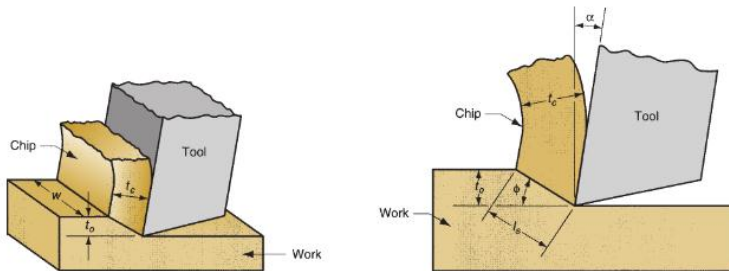 Chip
Tool
w
t_c
t_o
Work
α
t_c
Chip
Tool
t_o
ϕ
l_s
Work